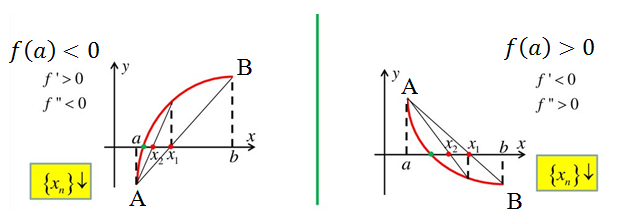 f(a) < 0
f ' > 0
f " < 0
y
B
a
x₂
x₁
b
x
A
{xₙ}↓
f(a) > 0
f ' < 0
f " > 0
y
A
a
x₂
x₁
b
x
B
{xₙ}↓